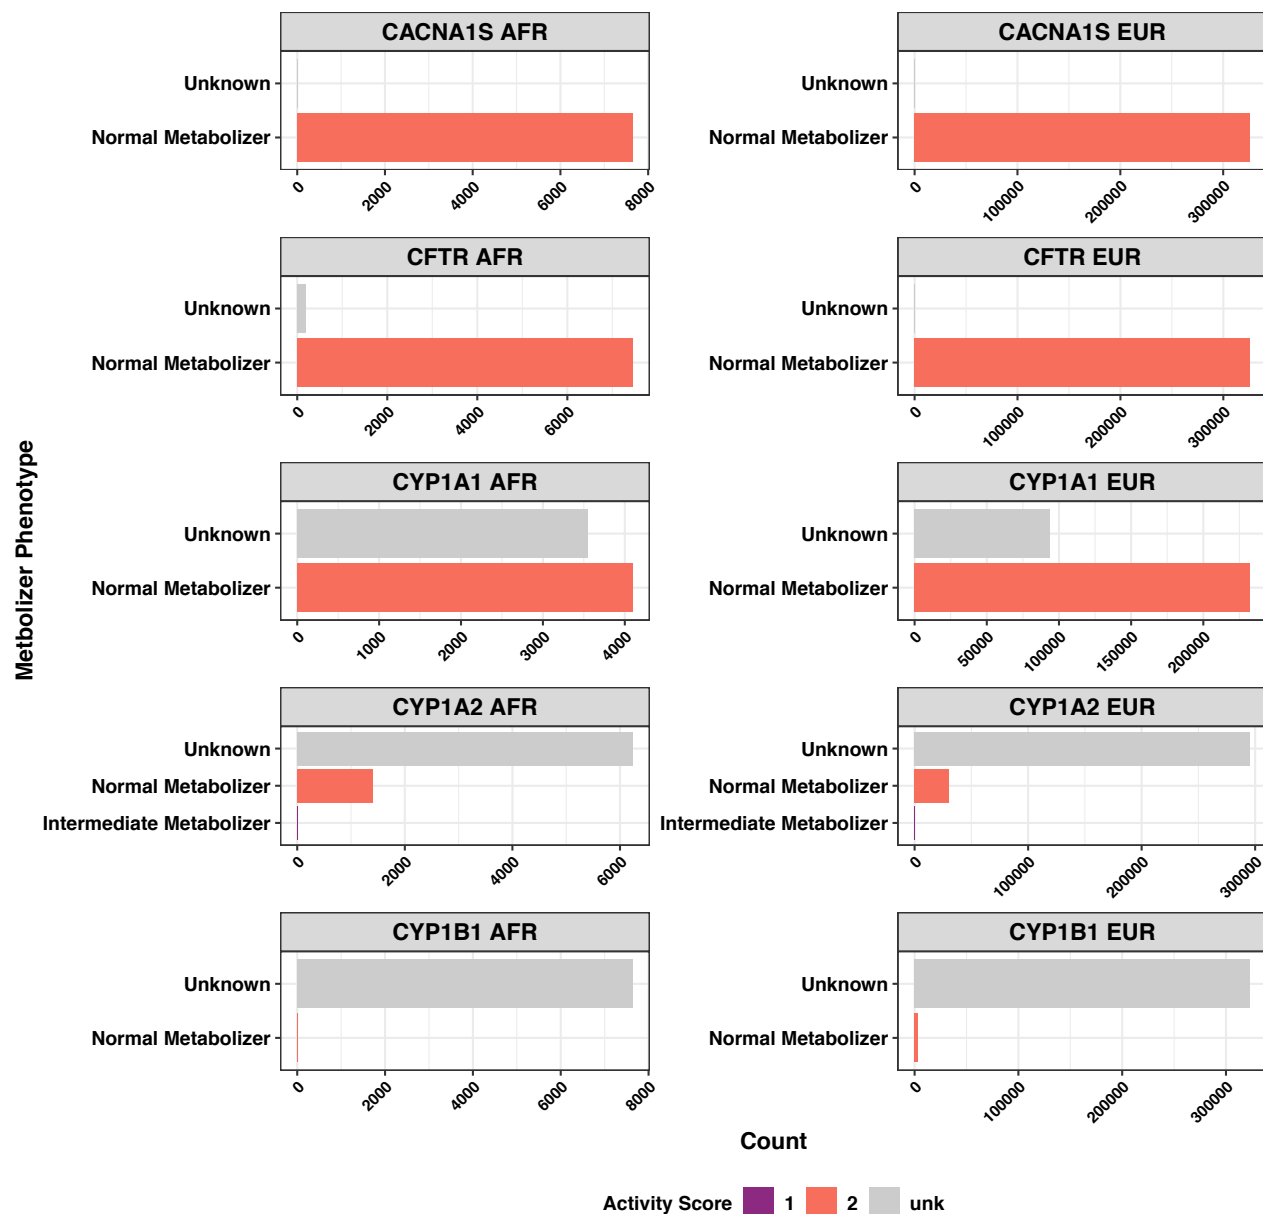 CACNA1S AFR
CACNA1S EUR
Unknown
Normal Metabolizer
0 2000 4000 6000 8000
Unknown
Normal Metabolizer
0 100000 200000 300000
CFTR AFR
CFTR EUR
Unknown
Normal Metabolizer
0 2000 4000 6000
Unknown
Normal Metabolizer
0 100000 200000 300000
Metbolizer Phenotype
CYP1A1 AFR
CYP1A1 EUR
Unknown
Normal Metabolizer
0 1000 2000 3000 4000
Unknown
Normal Metabolizer
0 50000 100000 150000 200000
CYP1A2 AFR
CYP1A2 EUR
Unknown
Normal Metabolizer
Intermediate Metabolizer
0 2000 4000 6000
Unknown
Normal Metabolizer
Intermediate Metabolizer
0 100000 200000 300000
CYP1B1 AFR
CYP1B1 EUR
Unknown
Normal Metabolizer
0 2000 4000 6000 8000
Unknown
Normal Metabolizer
0 100000 200000 300000
Count
Activity Score 1 2 unk